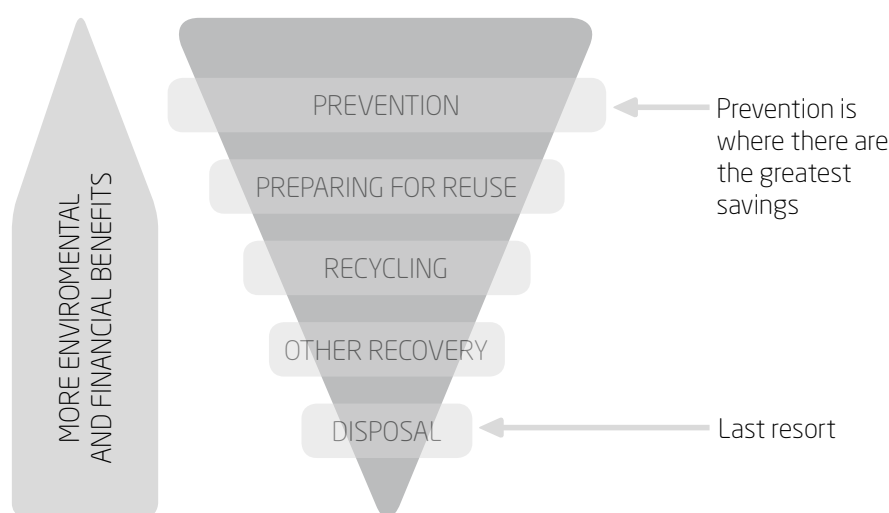 PREVENTION
Prevention is
where there are
the greatest
savings
PREPARING FOR REUSE
RECYCLING
OTHER RECOVERY
DISPOSAL
Last resort
MORE ENVIROMENTAL
AND FINANCIAL BENEFITS